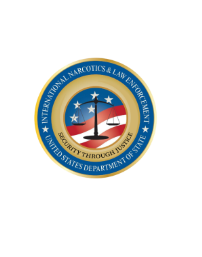 INTERNATIONAL NARCOTICS & LAW ENFORCEMENT
SECURITY THROUGH JUSTICE
UNITED STATES DEPARTMENT OF STATE